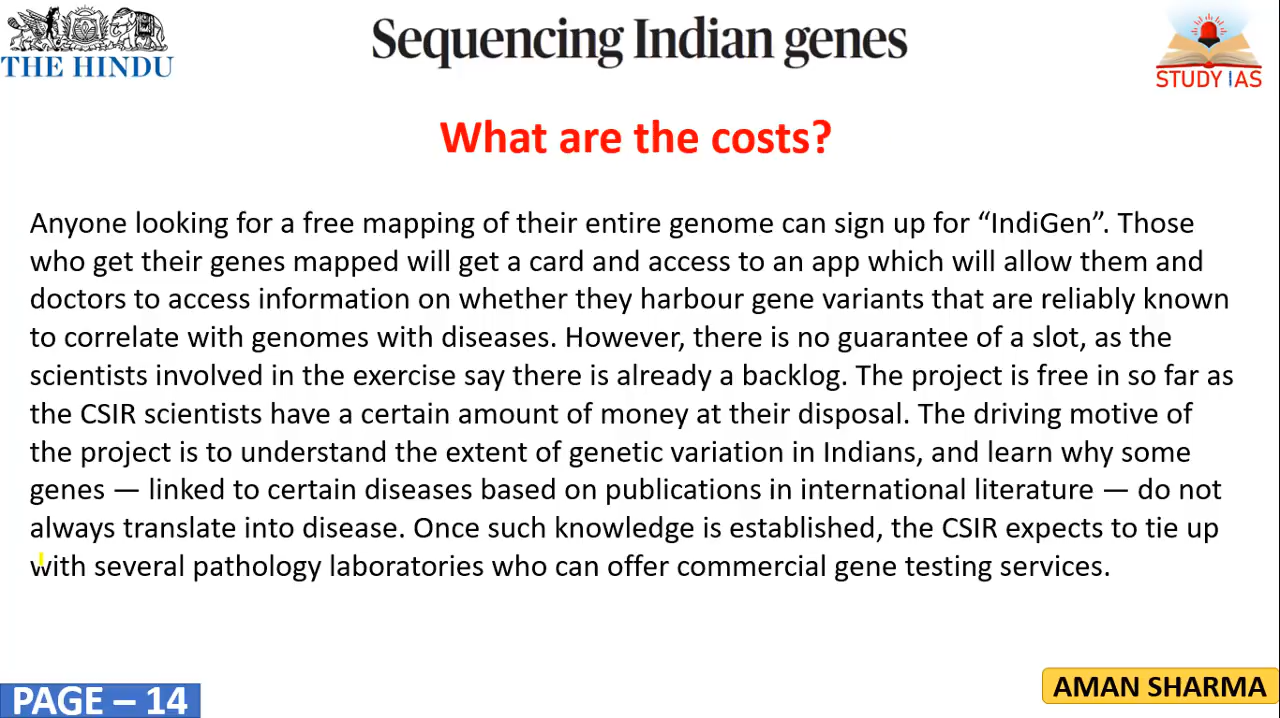 THE HINDU
Sequencing Indian genes
STUDY IAS
What are the costs?
Anyone looking for a free mapping of their entire genome can sign up for “IndiGen”. Those
who get their genes mapped will get a card and access to an app which will allow them and
doctors to access information on whether they harbour gene variants that are reliably known
to correlate with genomes with diseases. However, there is no guarantee of a slot, as the
scientists involved in the exercise say there is already a backlog. The project is free in so far as
the CSIR scientists have a certain amount of money at their disposal. The driving motive of
the project is to understand the extent of genetic variation in Indians, and learn why some
genes — linked to certain diseases based on publications in international literature — do not
always translate into disease. Once such knowledge is established, the CSIR expects to tie up
with several pathology laboratories who can offer commercial gene testing services.
PAGE – 14
AMAN SHARMA